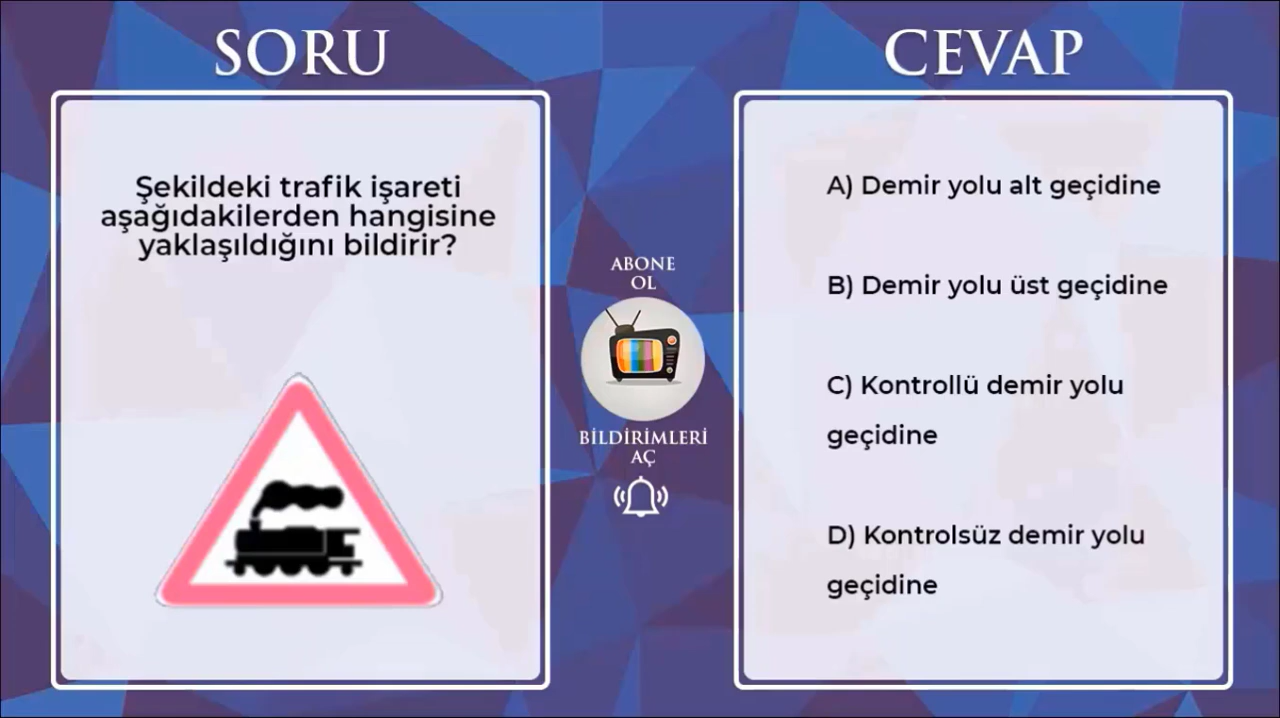 SORU
Şekildeki trafik işareti
aşağıdakilerden hangisine
yaklaşıldığını bildirir?
ABONE
OL
BİLDİRİMLERİ
AÇ
CEVAP
A) Demir yolu alt geçidine
B) Demir yolu üst geçidine
C) Kontrollü demir yolu
geçidine
D) Kontrolsüz demir yolu
geçidine